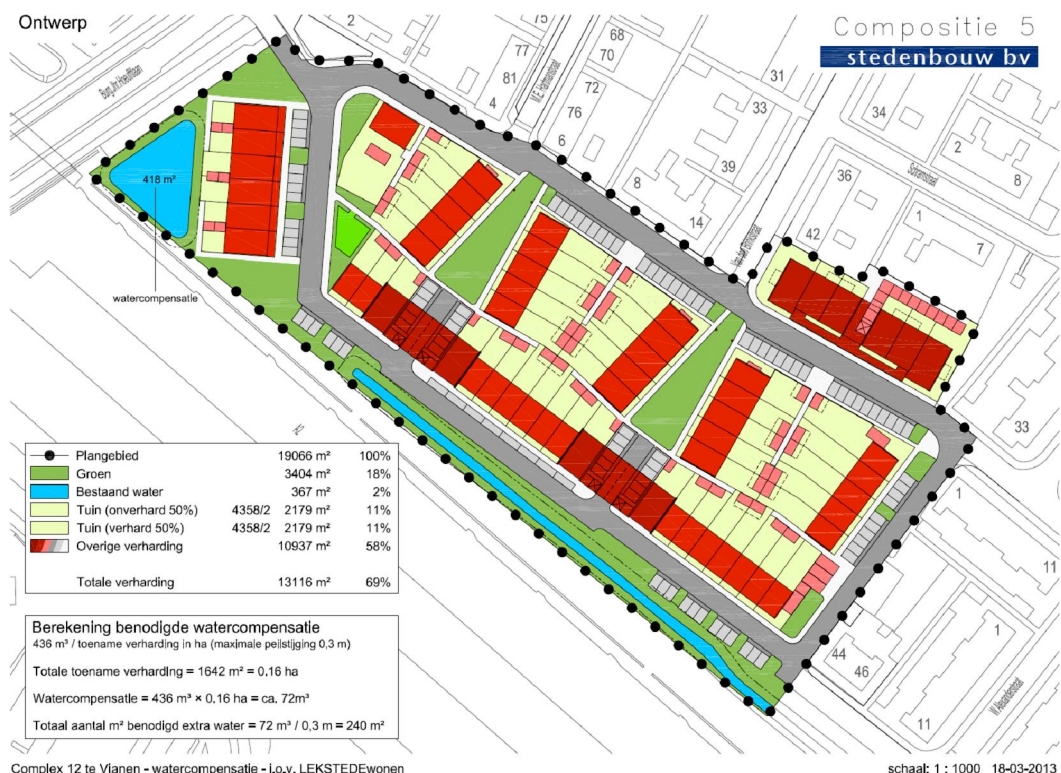 Ontwerp
Compositie 5
stedenbouw bv
2
75
77
81
4
68
70
72
76
6
W.E. Hartmanstraat
31
33
39
8
14
34
2
36
8
42
1
7
33
418 m²
watercompensatie
Plangebied 19066 m² 100%
Groen 3404 m² 18%
Bestaand water 367 m² 2%
Tuin (onverhard 50%) 4358/2 2179 m² 11%
Tuin (verhard 50%) 4358/2 2179 m² 11%
Overige verharding 10937 m² 58%
Totale verharding 13116 m² 69%
1
11
1
44
46
11
W. Alexanderstraat
Berekening benodigde watercompensatie
436 m³ / toename verharding in ha (maximale peilstijging 0,3 m)
Totale toename verharding = 1642 m² = 0,16 ha
Watercompensatie = 436 m³ × 0,16 ha = ca. 72m³
Totaal aantal m² benodigd extra water = 72 m³ / 0,3 m = 240 m²
Complex 12 te Vianen - watercompensatie - i.o.v. LEKSTEDEwonen
schaal: 1 : 1000 18-03-2013